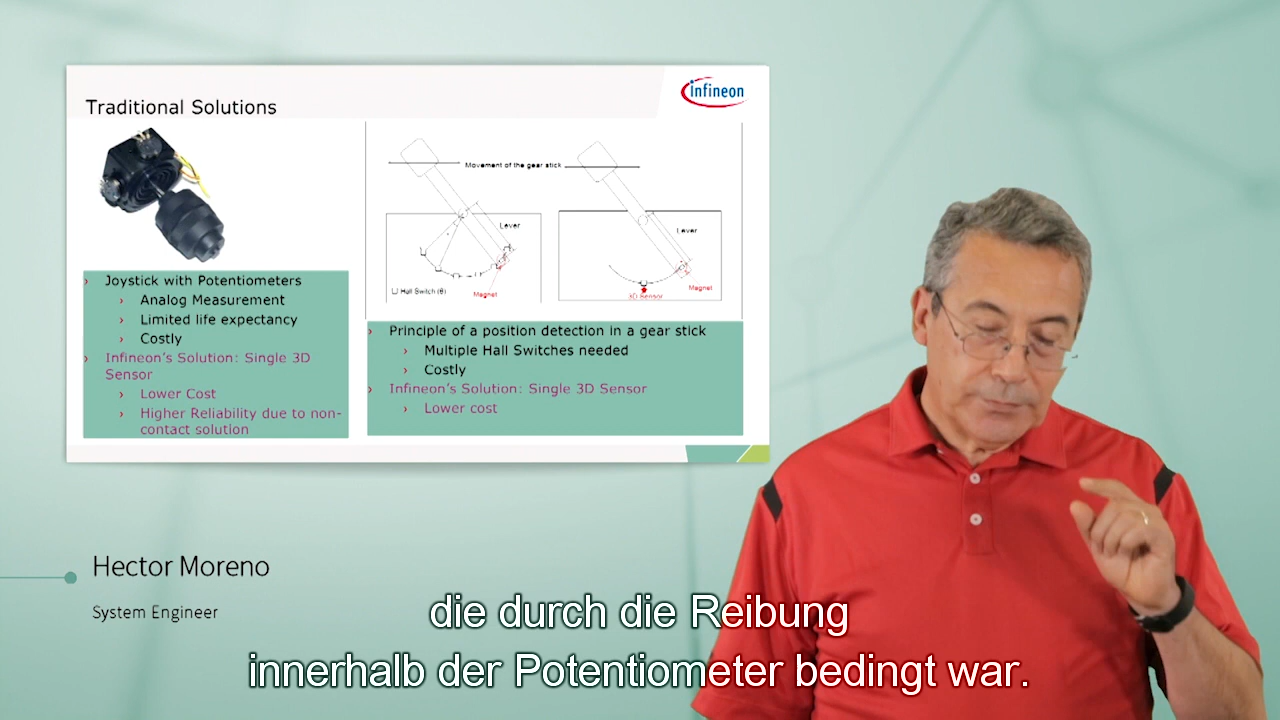 infineon
Traditional Solutions
Movement of the gear stick
Lever
Lever
Hall Switch (θ)
Magnet
Magnet
3D Sensor
Joystick with Potentiometers
Analog Measurement
Limited life expectancy
Costly
Infineon's Solution: Single 3D
Sensor
Lower Cost
Higher Reliability due to non-
contact solution
Principle of a position detection in a gear stick
Multiple Hall Switches needed
Costly
Infineon's Solution: Single 3D Sensor
Lower cost
Hector Moreno
System Engineer
die durch die Reibung
innerhalb der Potentiometer bedingt war.